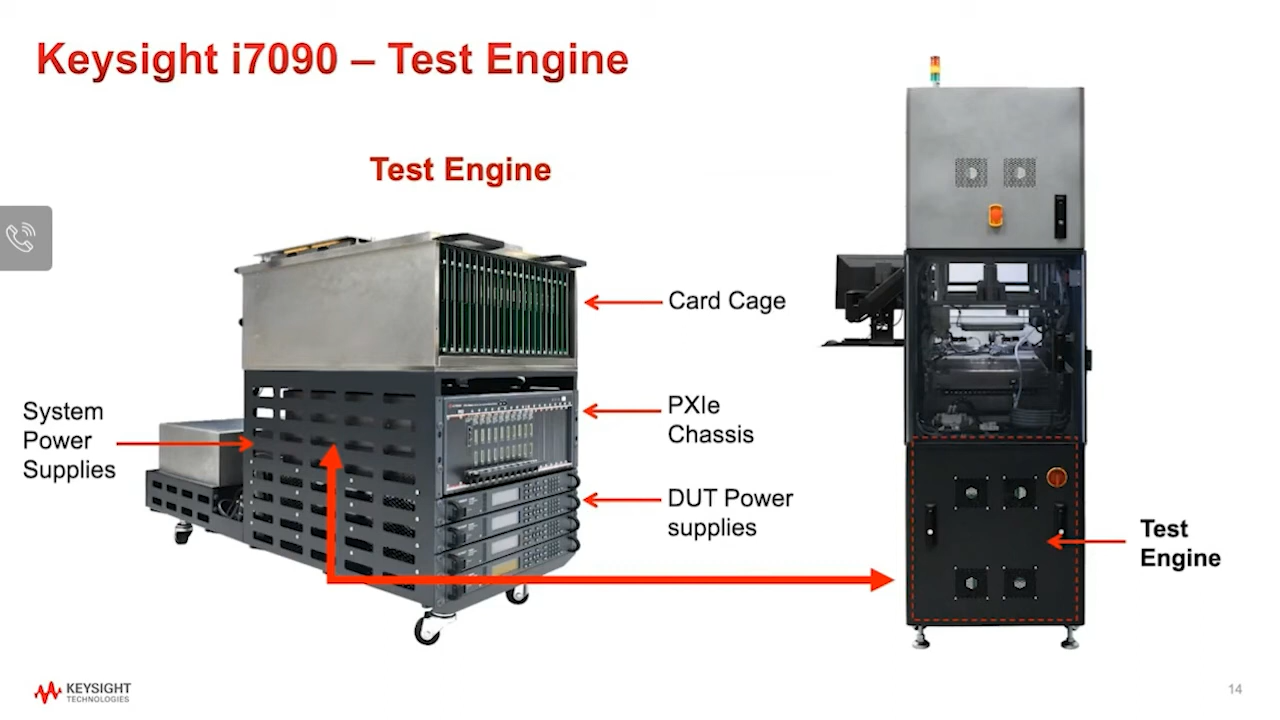 Keysight i7090 – Test Engine
Test Engine
Card Cage
System
Power
Supplies
PXIe
Chassis
DUT Power
supplies
Test
Engine
KEYSIGHT
TECHNOLOGIES
14